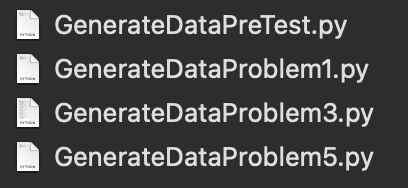 GenerateDataPreTest.py
GenerateDataProblem1.py
GenerateDataProblem3.py
GenerateDataProblem5.py